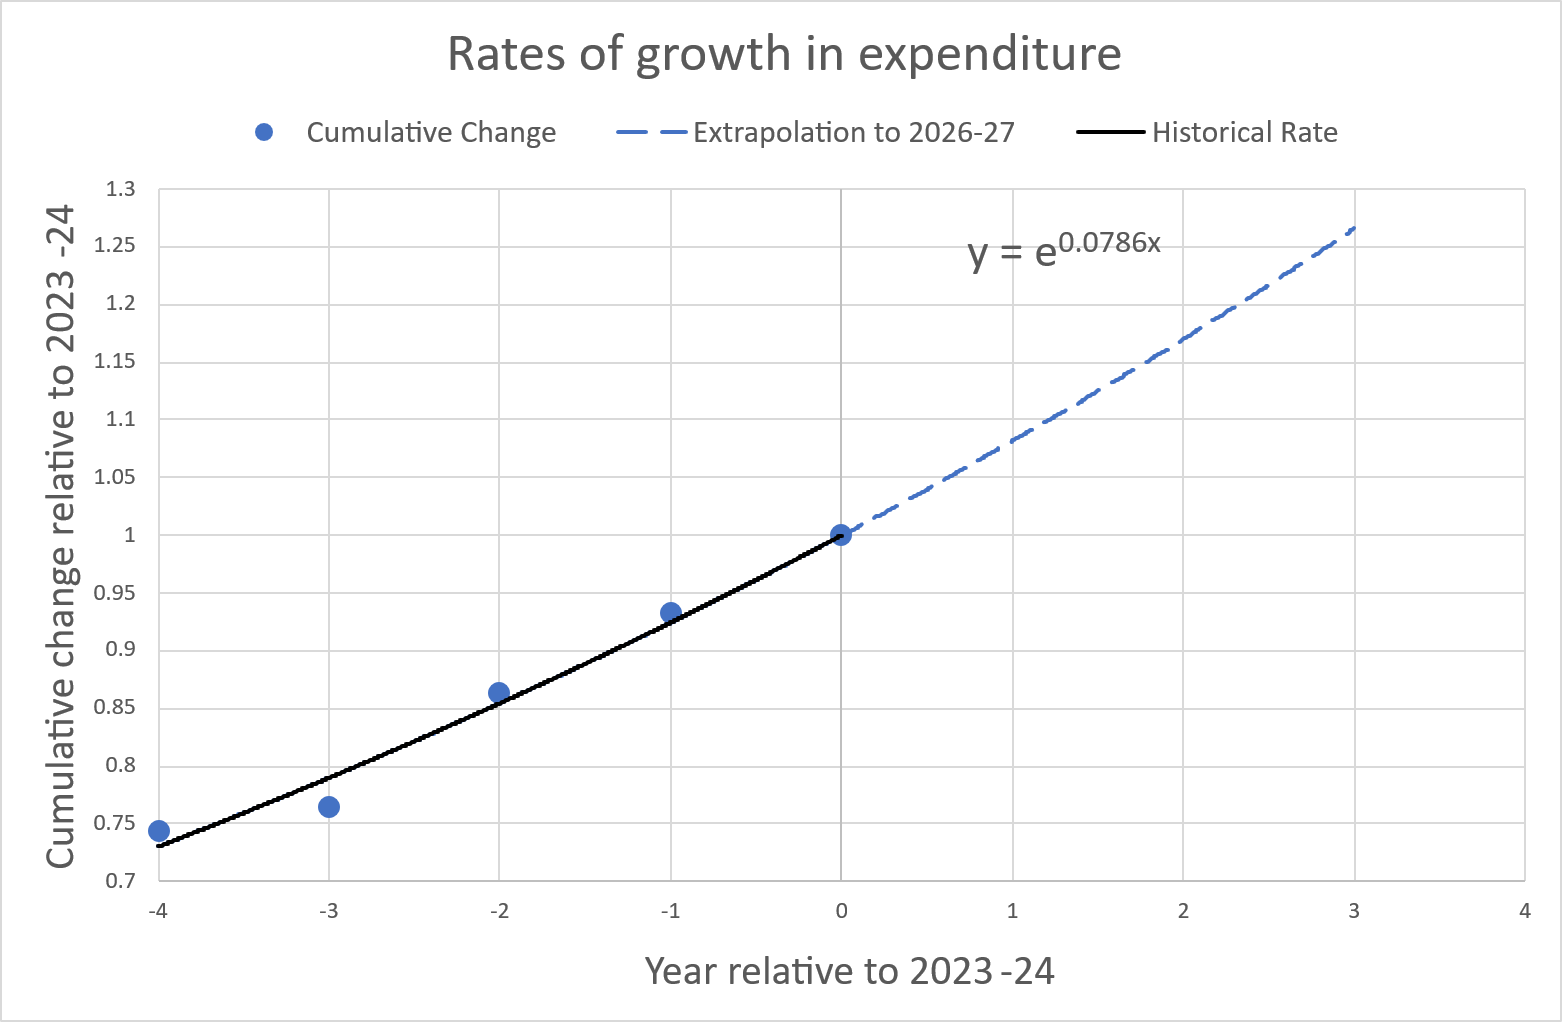 Rates of growth in expenditure
Cumulative Change Extrapolation to 2026-27 Historical Rate
Cumulative change relative to 2023 -24
1.3
1.25
1.2
1.15
1.1
1.05
1
0.95
0.9
0.85
0.8
0.75
0.7
y = e^0.0786x
-4 -3 -2 -1 0 1 2 3 4
Year relative to 2023 -24